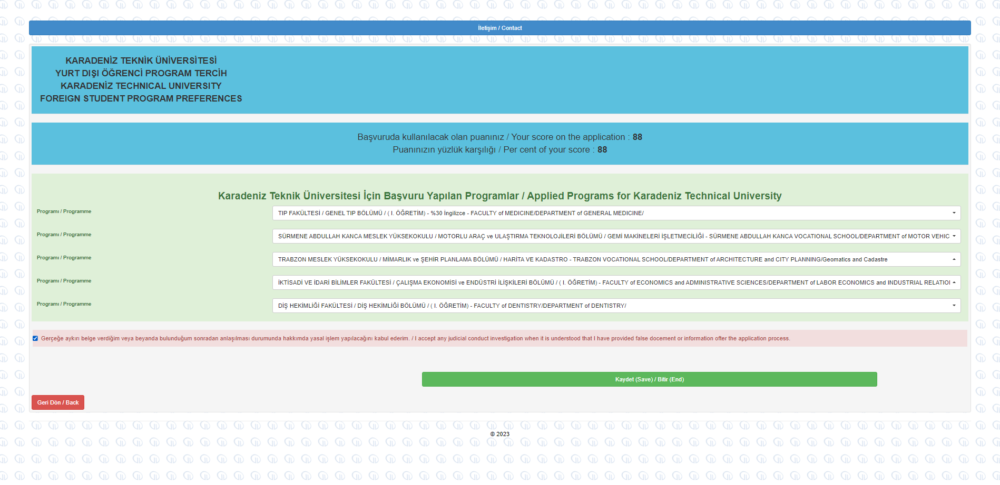 İletişim / Contact
KARADENİZ TEKNİK ÜNİVERSİTESİ
YURT DIŞI ÖĞRENCİ PROGRAM TERCİH
KARADENİZ TECHNICAL UNIVERSITY
FOREIGN STUDENT PROGRAM PREFERENCES
Başvuruda kullanılacak olan puanınız / Your score on the application : 88
Puanınızın yüzlük karşılığı / Per cent of your score : 88
Karadeniz Teknik Üniversitesi İçin Başvuru Yapılan Programlar / Applied Programs for Karadeniz Technical University
Programı / Programme
TIP FAKÜLTESİ / GENEL TIP BÖLÜMÜ / ( I. ÖĞRETİM) - %30 İngilizce - FACULTY of MEDICINE/DEPARTMENT of GENERAL MEDICINE/
Programı / Programme
SÜRMENE ABDULLAH KANCA MESLEK YÜKSEKOKULU / MOTORLU ARAÇ ve ULAŞTIRMA TEKNOLOJİLERİ BÖLÜMÜ / GEMİ MAKİNELERİ İŞLETMECİLİĞİ - SÜRMENE ABDULLAH KANCA VOCATIONAL SCHOOL/DEPARTMENT of MOTOR VEHIC
Programı / Programme
TRABZON MESLEK YÜKSEKOKULU / MİMARLIK ve ŞEHİR PLANLAMA BÖLÜMÜ / HARİTA VE KADASTRO - TRABZON VOCATIONAL SCHOOL/DEPARTMENT of ARCHITECTURE and CITY PLANNING/Geomatics and Cadastre
Programı / Programme
İKTİSADİ VE İDARİ BİLİMLER FAKÜLTESİ / ÇALIŞMA EKONOMİSİ ve ENDÜSTRİ İLİŞKİLERİ BÖLÜMÜ / ( I. ÖĞRETİM) - FACULTY of ECONOMICS and ADMINISTRATIVE SCIENCES/DEPARTMENT of LABOR ECONOMICS and INDUSTRIAL RELATIO
Programı / Programme
DİŞ HEKİMLİĞİ FAKÜLTESİ / DİŞ HEKİMLİĞİ BÖLÜMÜ / ( I. ÖĞRETİM) - FACULTY of DENTISTRY/DEPARTMENT of DENTISTRY/
Gerçeğe aykırı belge verdiğim veya beyanda bulunduğum sonradan anlaşılması durumunda hakkımda yasal işlem yapılacağını kabul ederim. / I accept any judicial conduct investigation when it is understood that I have provided false docement or information ofter the application process.
Kaydet (Save) / Bitir (End)
Geri Dön / Back
© 2023